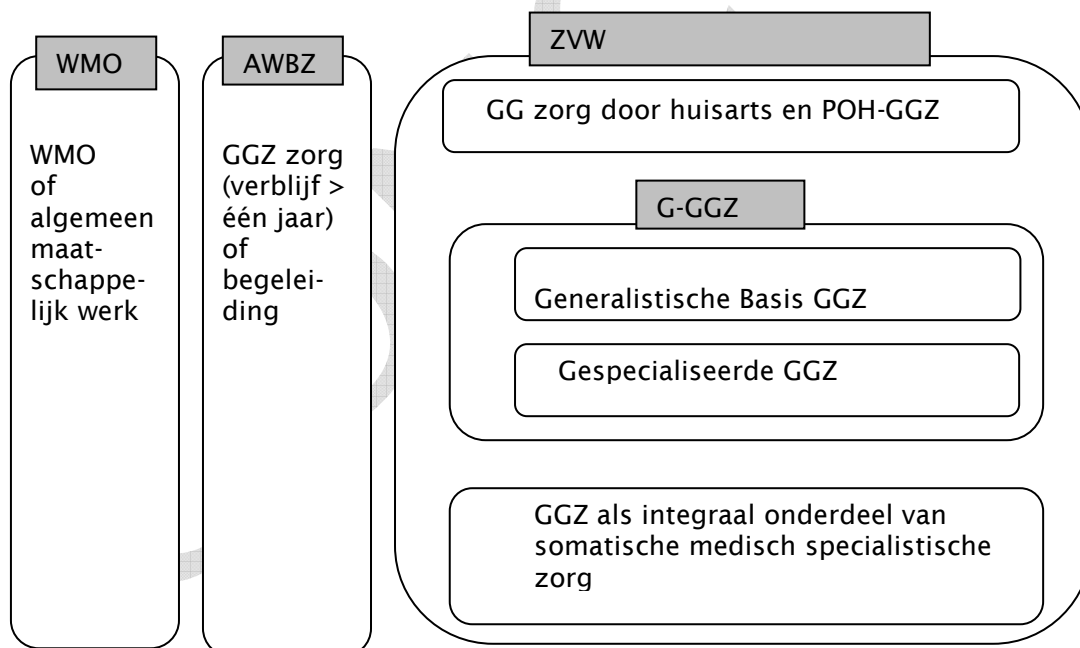 WMO
WMO
of
algemeen
maat-
schappe-
lijk werk
AWBZ
GGZ zorg
(verblijf >
één jaar)
of
begelei-
ding
ZVW
GG zorg door huisarts en POH-GGZ
G-GGZ
Generalistische Basis GGZ
Gespecialiseerde GGZ
GGZ als integraal onderdeel van
somatische medisch specialistische
zorg